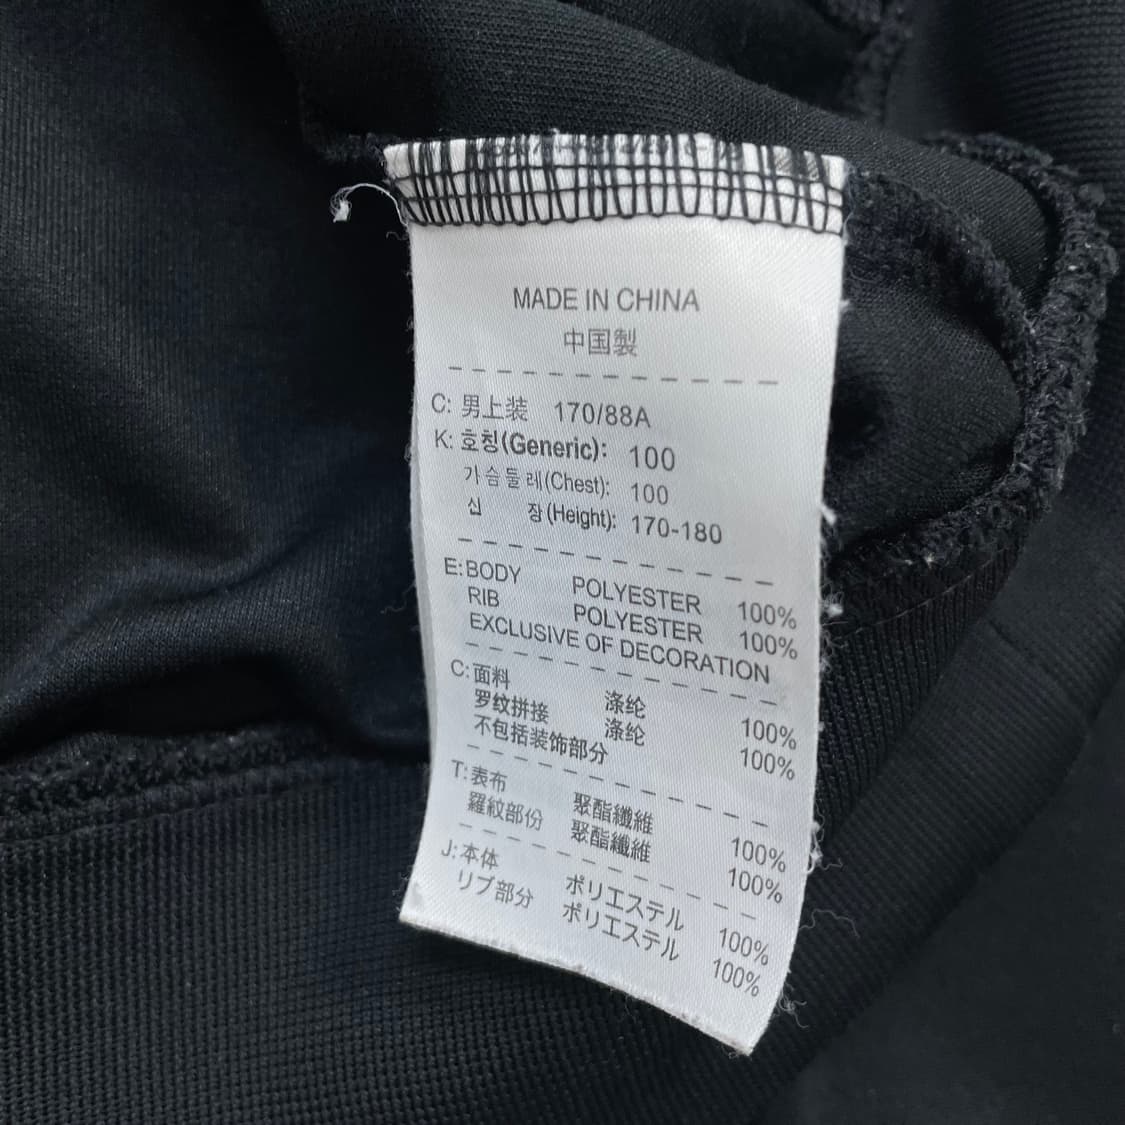 MADE IN CHINA
中国製
C: 男上装 170/88A
K: 호칭(Generic): 100
가슴둘레(Chest): 100
신 장(Height): 170-180
E: BODY POLYESTER 100%
RIB POLYESTER 100%
EXCLUSIVE OF DECORATION
C: 面料 涤纶 100%
罗纹拼接 涤纶 100%
不包括装饰部分
T: 表布 聚酯纖維 100%
羅紋部份 聚酯纖維 100%
J: 本体 ポリエステル 100%
リブ部分 ポリエステル 100%